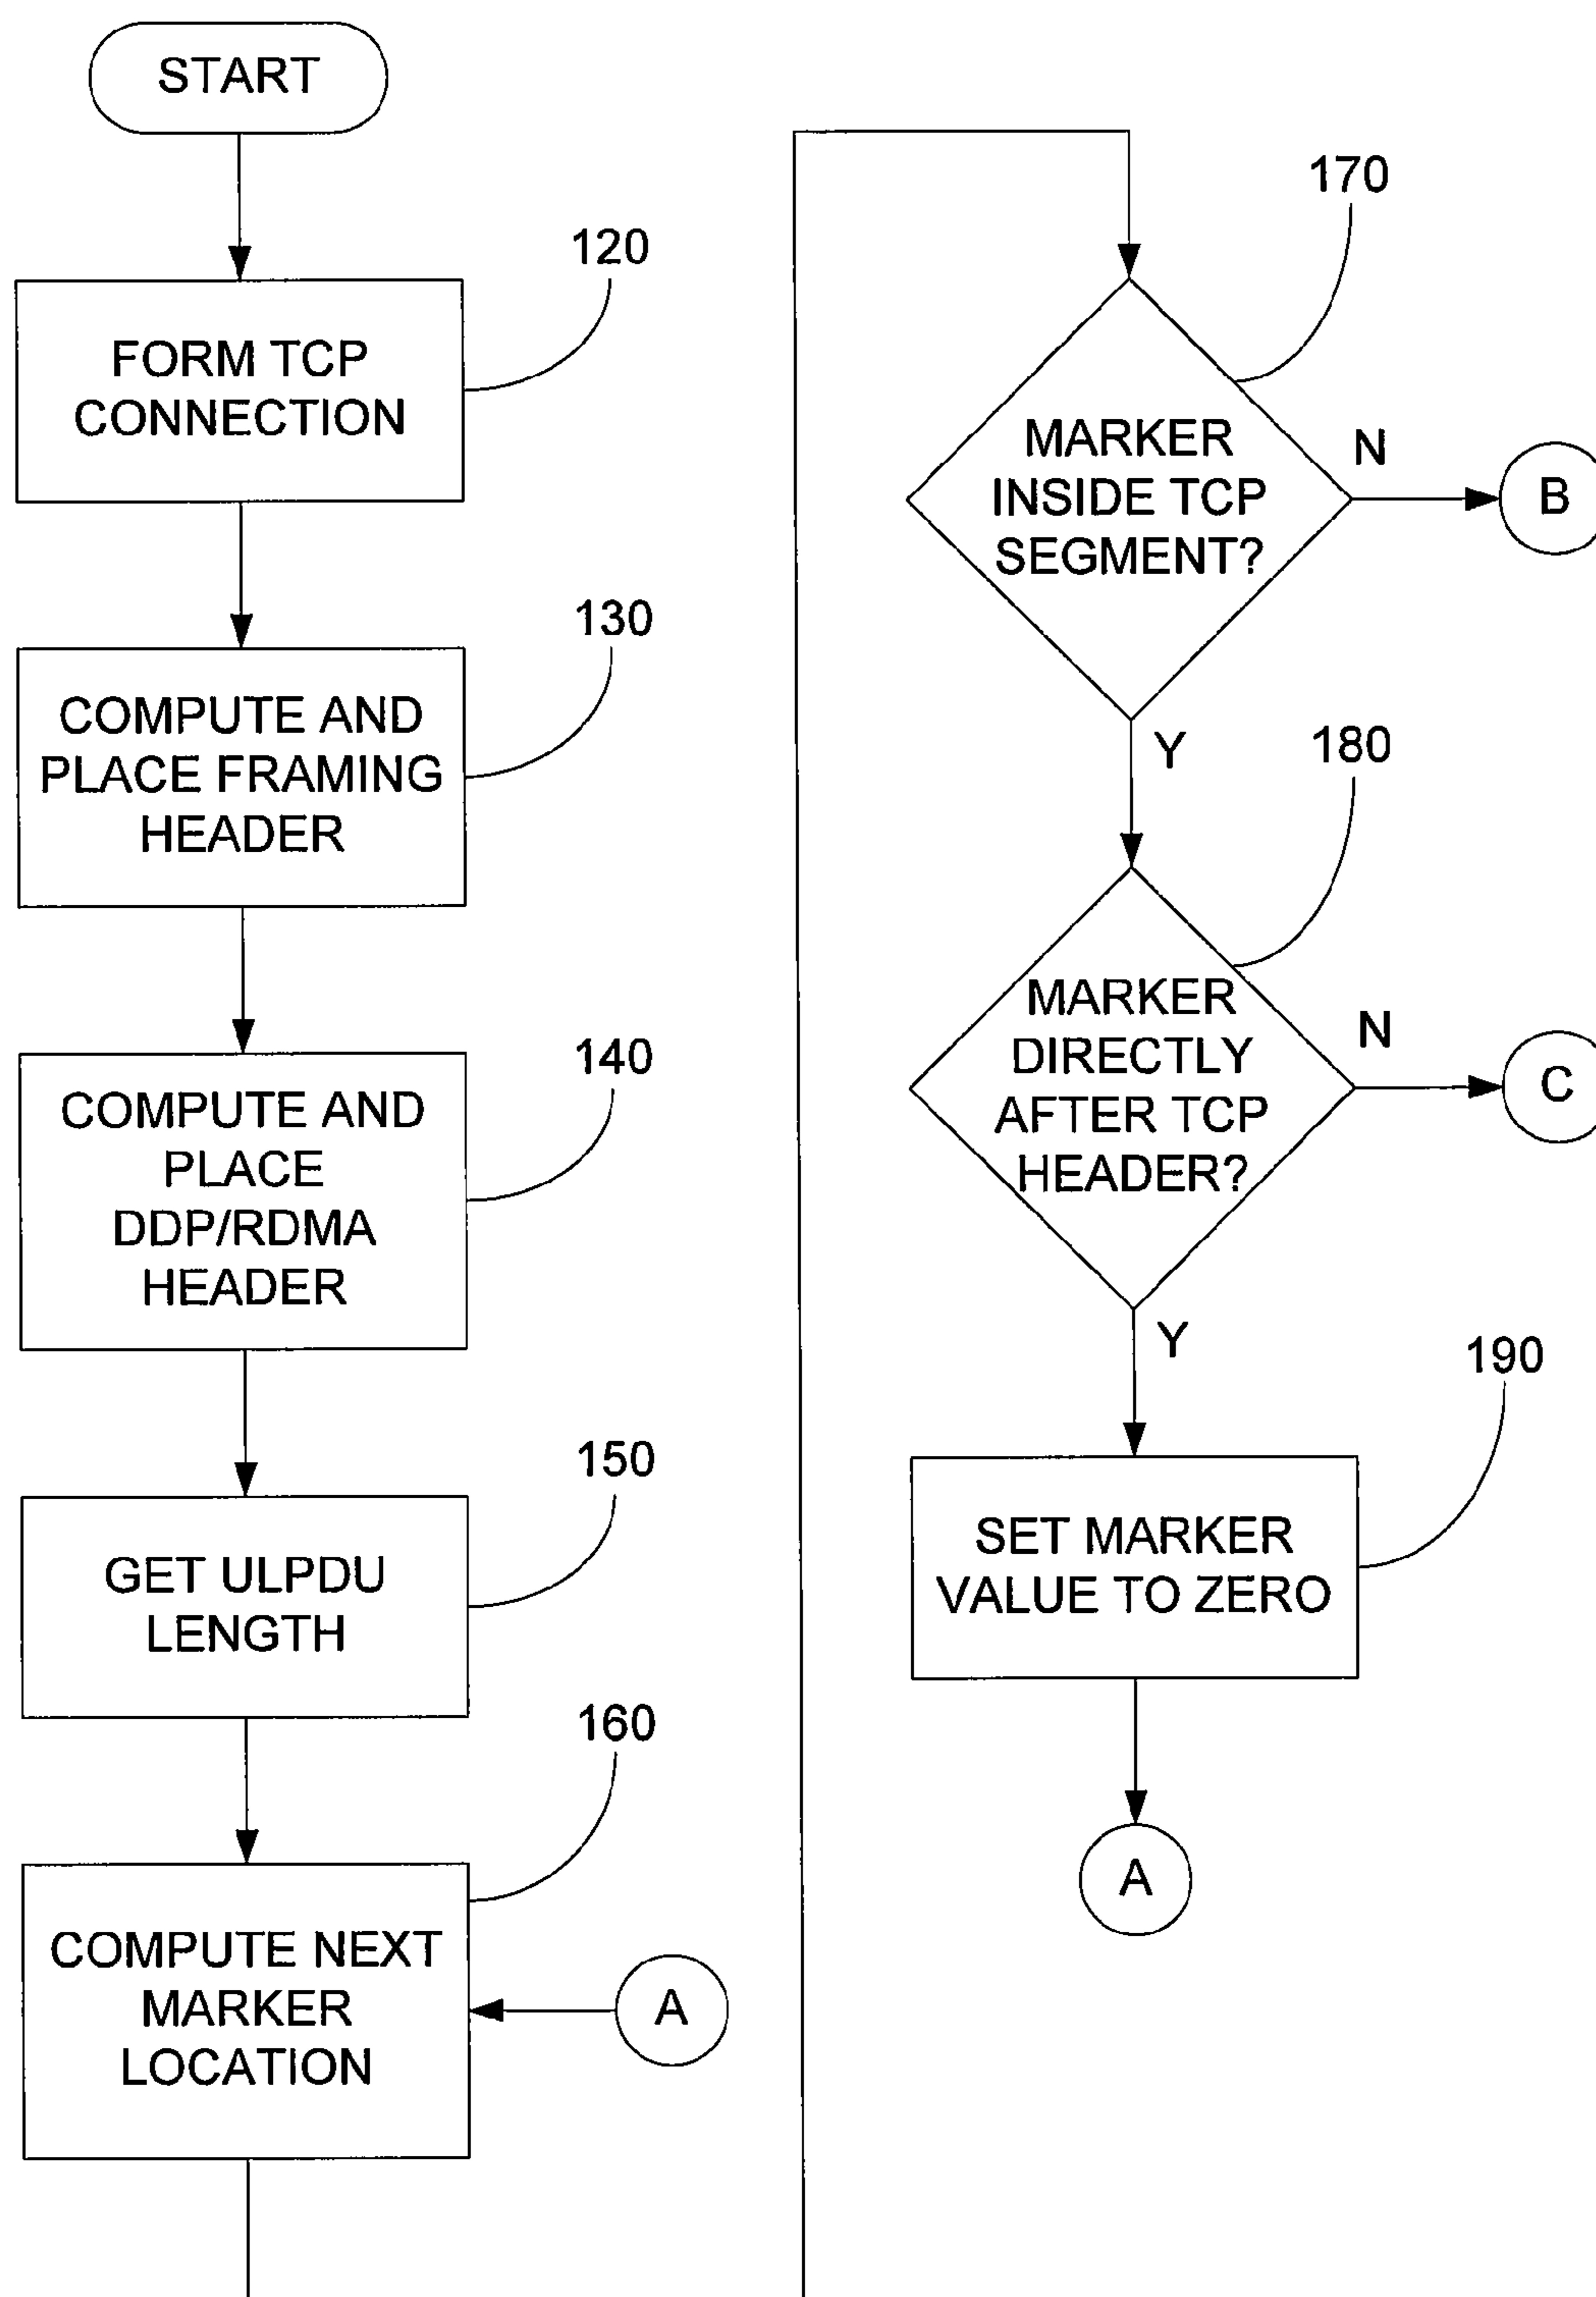 START
120
FORM TCP
CONNECTION
130
COMPUTE AND
PLACE FRAMING
HEADER
140
COMPUTE AND
PLACE
DDP/RDMA
HEADER
150
GET ULPDU
LENGTH
160
COMPUTE NEXT
MARKER
LOCATION
A
170
MARKER
INSIDE TCP
SEGMENT?
N
B
Y
180
MARKER
DIRECTLY
AFTER TCP
HEADER?
N
C
Y
190
SET MARKER
VALUE TO ZERO
A